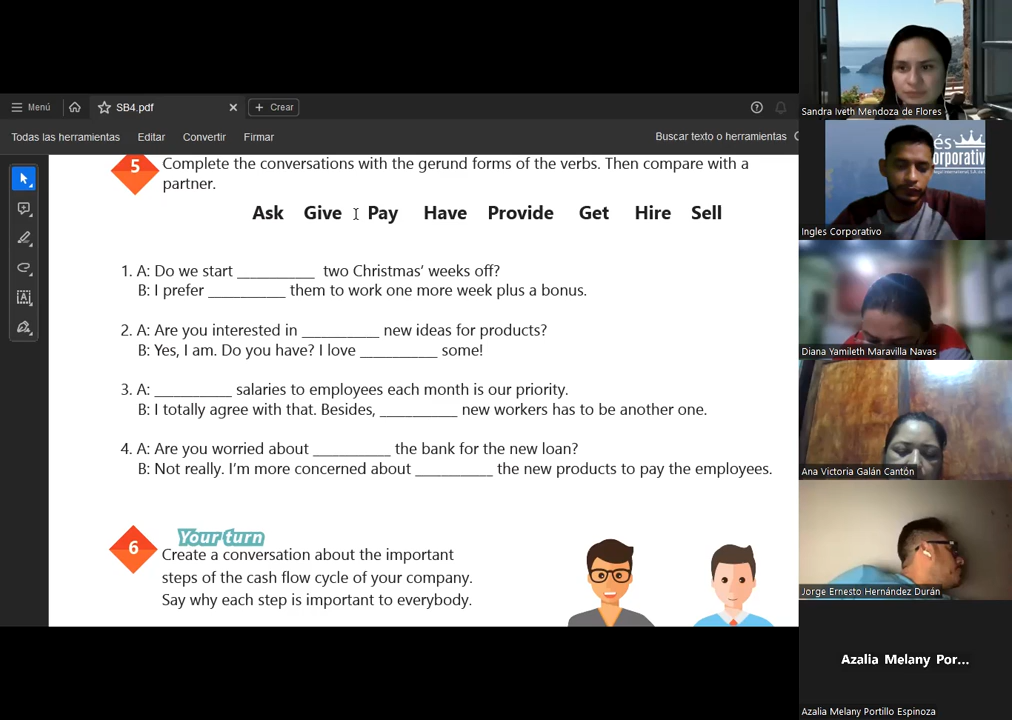 Menú
SB4.pdf
Crear
Todas las herramientas
Editar
Convertir
Firmar
Buscar texto o herramientas
5 Complete the conversations with the gerund forms of the verbs. Then compare with a
partner.
Ask Give Pay Have Provide Get Hire Sell
1. A: Do we start __________ two Christmas’ weeks off?
B: I prefer __________ them to work one more week plus a bonus.
2. A: Are you interested in __________ new ideas for products?
B: Yes, I am. Do you have? I love __________ some!
3. A: __________ salaries to employees each month is our priority.
B: I totally agree with that. Besides, __________ new workers has to be another one.
4. A: Are you worried about __________ the bank for the new loan?
B: Not really. I’m more concerned about __________ the new products to pay the employees.
6 Your turn
Create a conversation about the important
steps of the cash flow cycle of your company.
Say why each step is important to everybody.
Sandra Iveth Mendoza de Flores
és
orporativ
Ingles Corporativo
Diana Yamileth Maravilla Navas
Ana Victoria Galán Cantón
Jorge Ernesto Hernández Durán
Azalia Melany Por...
Azalia Melany Portillo Espinoza